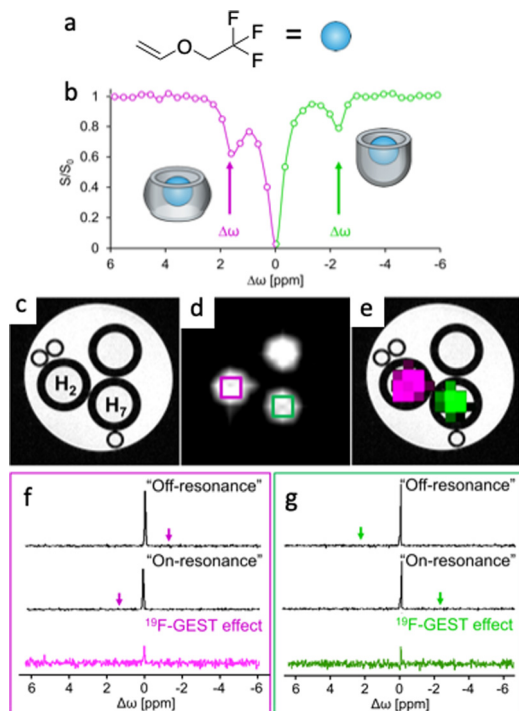 a
O
F
F
F
=
b
S/S₀
1
0.8
0.6
0.4
0.2
0
Δω
Δω
6 4 2 0 -2 -4 -6
Δω [ppm]
c
H₂
H₇
d
e
f
"Off-resonance"
"On-resonance"
¹⁹F-GEST effect
6 4 2 0 -2 -4 -6
Δω [ppm]
g
"Off-resonance"
"On-resonance"
¹⁹F-GEST effect
6 4 2 0 -2 -4 -6
Δω [ppm]